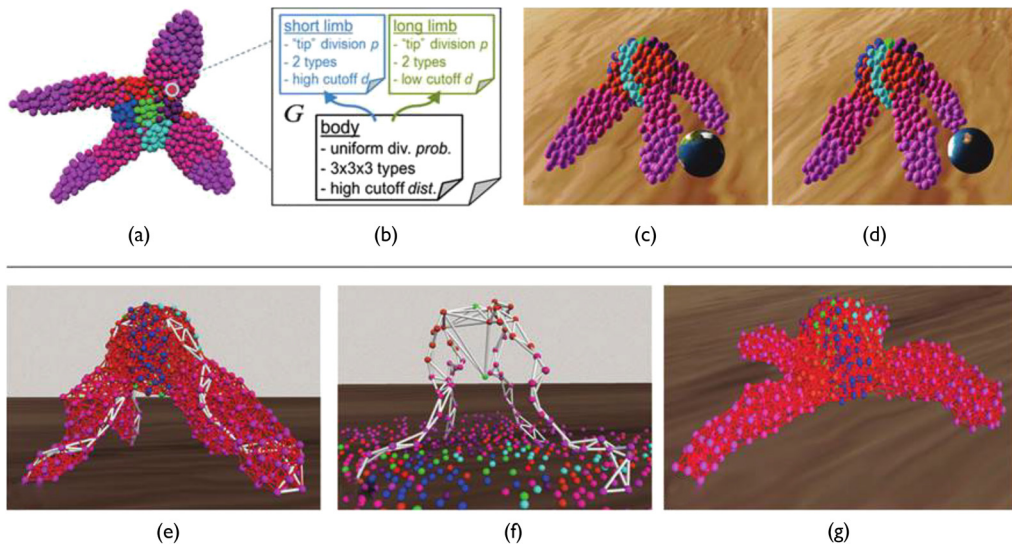 short limb
- “tip” division p
- 2 types
- high cutoff d
long limb
- “tip” division p
- 2 types
- low cutoff d
G
body
- uniform div. prob.
- 3x3x3 types
- high cutoff dist.
(a)
(b)
(c)
(d)
(e)
(f)
(g)